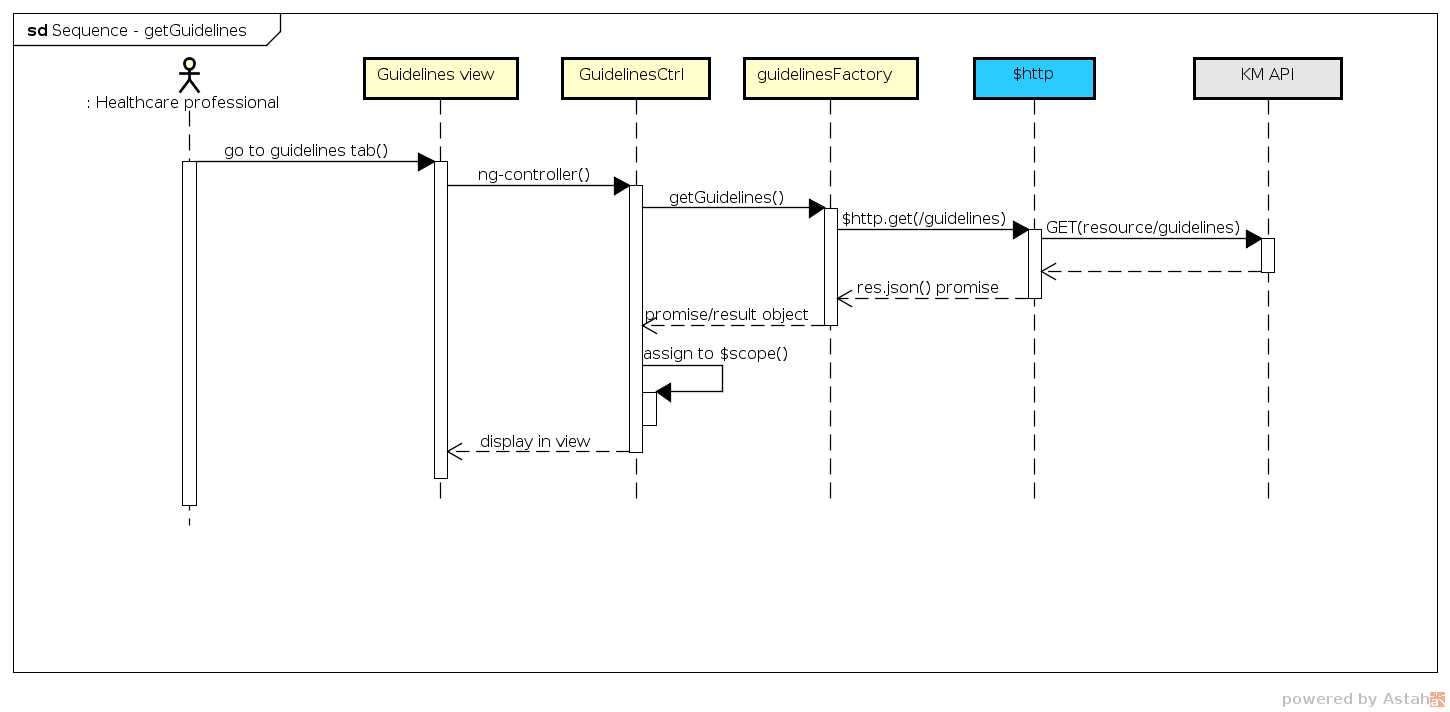 sd Sequence - getGuidelines
: Healthcare professional
Guidelines view
GuidelinesCtrl
guidelinesFactory
$http
KM API
go to guidelines tab()
ng-controller()
getGuidelines()
$http.get(/guidelines)
GET(resource/guidelines)
res.json() promise
promise/result object
assign to $scope()
display in view
powered by Astah